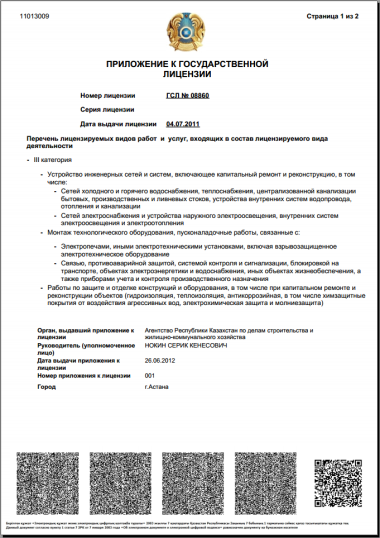 11013009
Страница 1 из 2
ПРИЛОЖЕНИЕ К ГОСУДАРСТВЕННОЙ
ЛИЦЕНЗИИ
Номер лицензии ГСЛ № 08860
Серия лицензии
Дата выдачи лицензии 04.07.2011
Перечень лицензируемых видов работ и услуг, входящих в состав лицензируемого вида
деятельности
- III категория
- Устройство инженерных сетей и систем, включающее капитальный ремонт и реконструкцию, в том
числе:
- Сетей холодного и горячего водоснабжения, теплоснабжения, централизованной канализации
бытовых, производственных и ливневых стоков, устройства внутренних систем водопровода,
отопления и канализации
- Сетей электроснабжения и устройства наружного электроосвещения, внутренних систем
электроосвещения и электроотопления
- Монтаж технологического оборудования, пусконаладочные работы, связанные с:
- Электропечами, иными электротехническими установками, включая взрывозащищенное
электротехническое оборудование
- Связью, противоаварийной защитой, системой контроля и сигнализации, блокировкой на
транспорте, объектах электроэнергетики и водоснабжения, иных объектах жизнеобеспечения, а
также приборами учета и контроля производственного назначения
- Работы по защите и отделке конструкций и оборудования, в том числе при капитальном ремонте и
реконструкции объектов (гидроизоляция, теплоизоляция, антикоррозийная, в том числе химзащитные
покрытия от воздействия агрессивных вод, электрохимическая защита и молниезащита)
Орган, выдавший приложение к Агентство Республики Казахстан по делам строительства и
лицензии жилищно-коммунального хозяйства
Руководитель (уполномоченное НОКИН СЕРИК КЕНЕСОВИЧ
лицо)
Дата выдачи приложения к 26.06.2012
лицензии
Номер приложения к лицензии 001
Город г.Астана